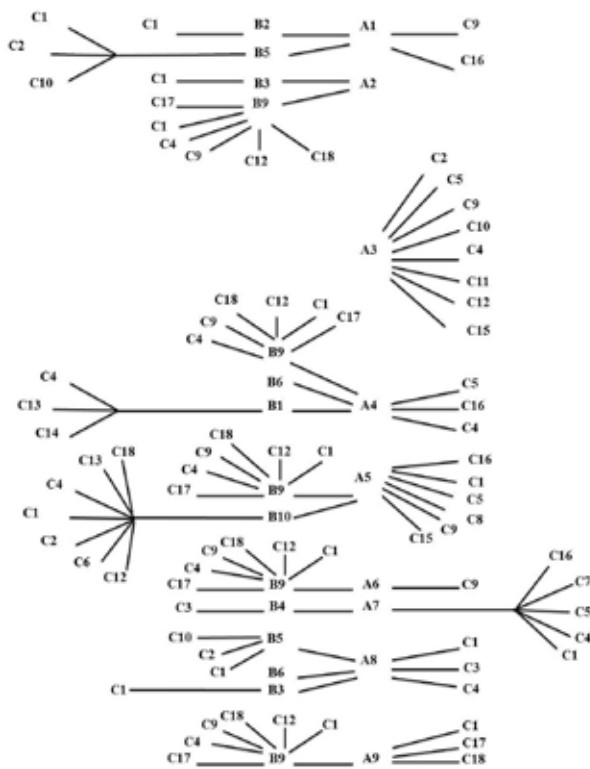 C1 C1 B2 A1 C9
C2 B5
C10 C16
C1 B3 A2
C17 B9
C1
C4
C9 C12 C18
C2
C5
C9
C10
A3 C4
C11
C12
C15
C18 C12 C1
C9 C17
C4 B9
C4 B6 C5
C13 B1 A4 C16
C14 C4
C18 C18 C12 C1 C16
C13 C9 A5
C4 C4 C1
C17 B9 C5
C1 B10 C8
C2 C15 C9
C6
C12
C18 C12 C1 C16
C9
C4 C7
C17 B9 A6 C9
C3 B4 A7 C5
C4
C10 B5 C1
C2 C1
C1 A8 C3
B6
C1 B3 C4
C18 C12 C1 C1
C9
C4 C17
C17 B9 A9 C18